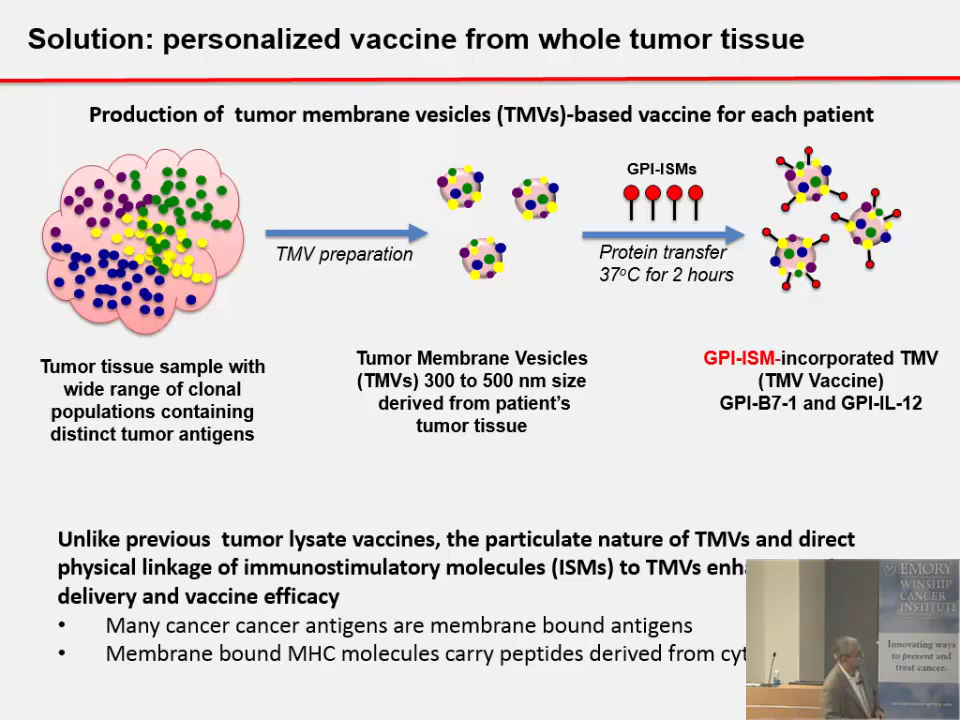 Solution: personalized vaccine from whole tumor tissue
Production of tumor membrane vesicles (TMVs)-based vaccine for each patient
GPI-ISMs
TMV preparation
Protein transfer
37oC for 2 hours
Tumor tissue sample with
wide range of clonal
populations containing
distinct tumor antigens
Tumor Membrane Vesicles
(TMVs) 300 to 500 nm size
derived from patient's
tumor tissue
GPI-ISM-incorporated TMV
(TMV Vaccine)
GPI-B7-1 and GPI-IL-12
Unlike previous tumor lysate vaccines, the particulate nature of TMVs and direct
physical linkage of immunostimulatory molecules (ISMs) to TMVs
delivery and vaccine efficacy
• Many cancer cancer antigens are membrane bound antigens
• Membrane bound MHC molecules carry peptides derived from
EMORY
WINSHIP
CANCER
INSTITUTE
Innovating ways
to prevent and
treat cancer.